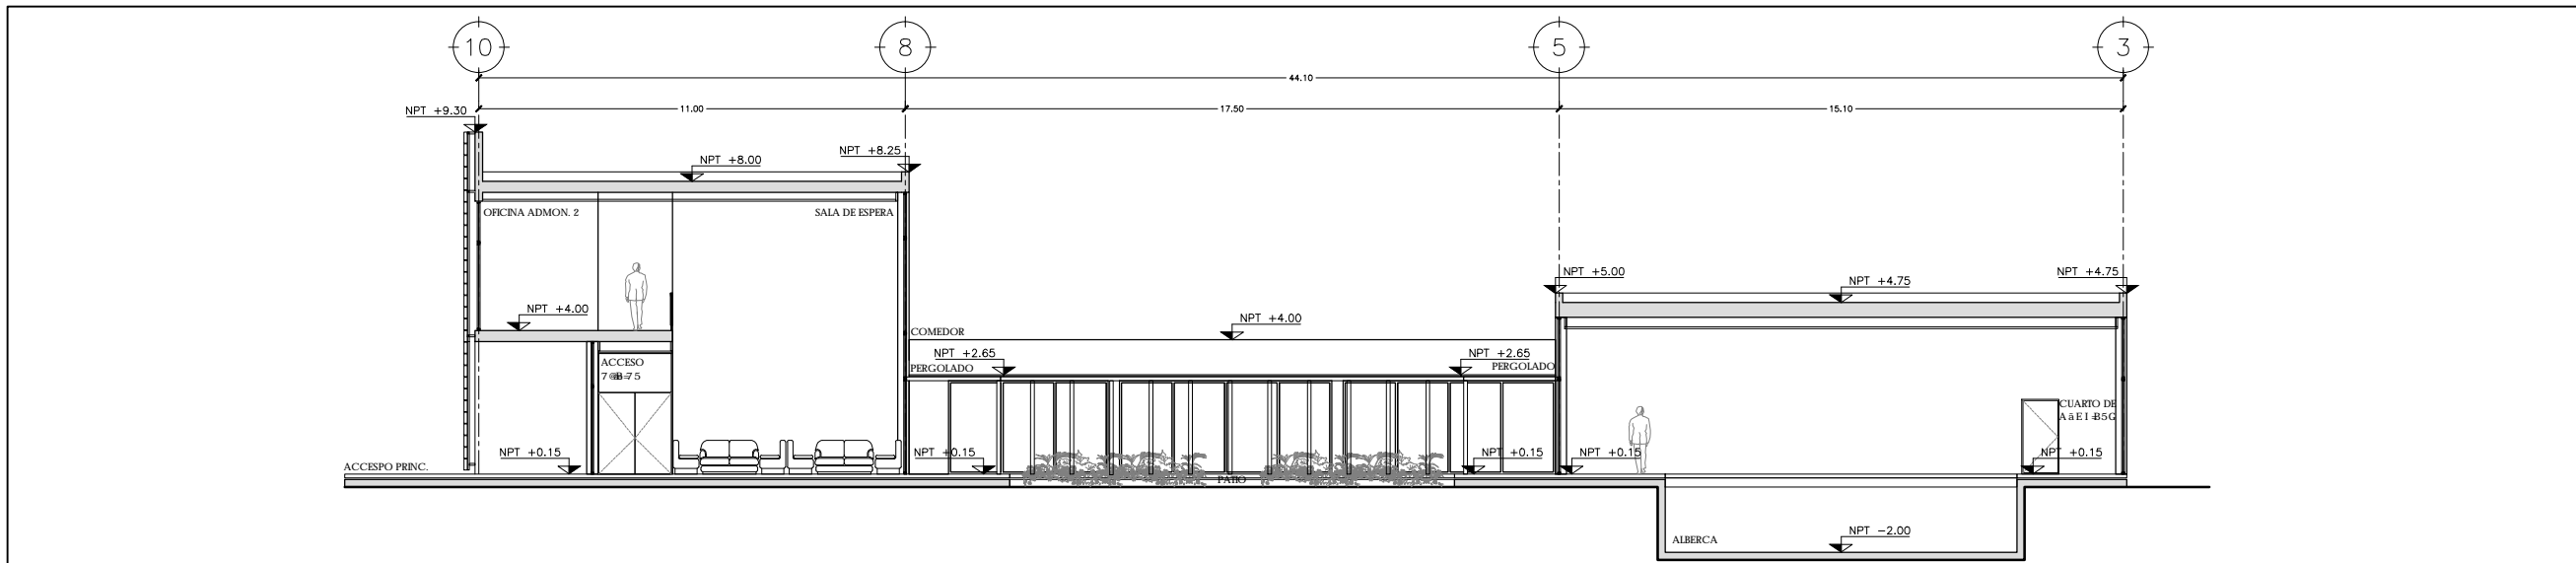 10 8 5 3
44.10
11.00 17.50 15.10
NPT +9.30
NPT +8.00
NPT +8.25
OFICINA ADMON. 2
SALA DE ESPERA
NPT +5.00
NPT +4.75
NPT +4.75
NPT +4.00
NPT +4.00
COMEDOR
NPT +2.65
NPT +2.65
PERGOLADO
PERGOLADO
ACCESO
CUARTO DE
NPT +0.15
NPT +0.15
NPT +0.15
NPT +0.15
NPT +0.15
ACCESPO PRINC.
PATIO
ALBERCA
NPT −2.00